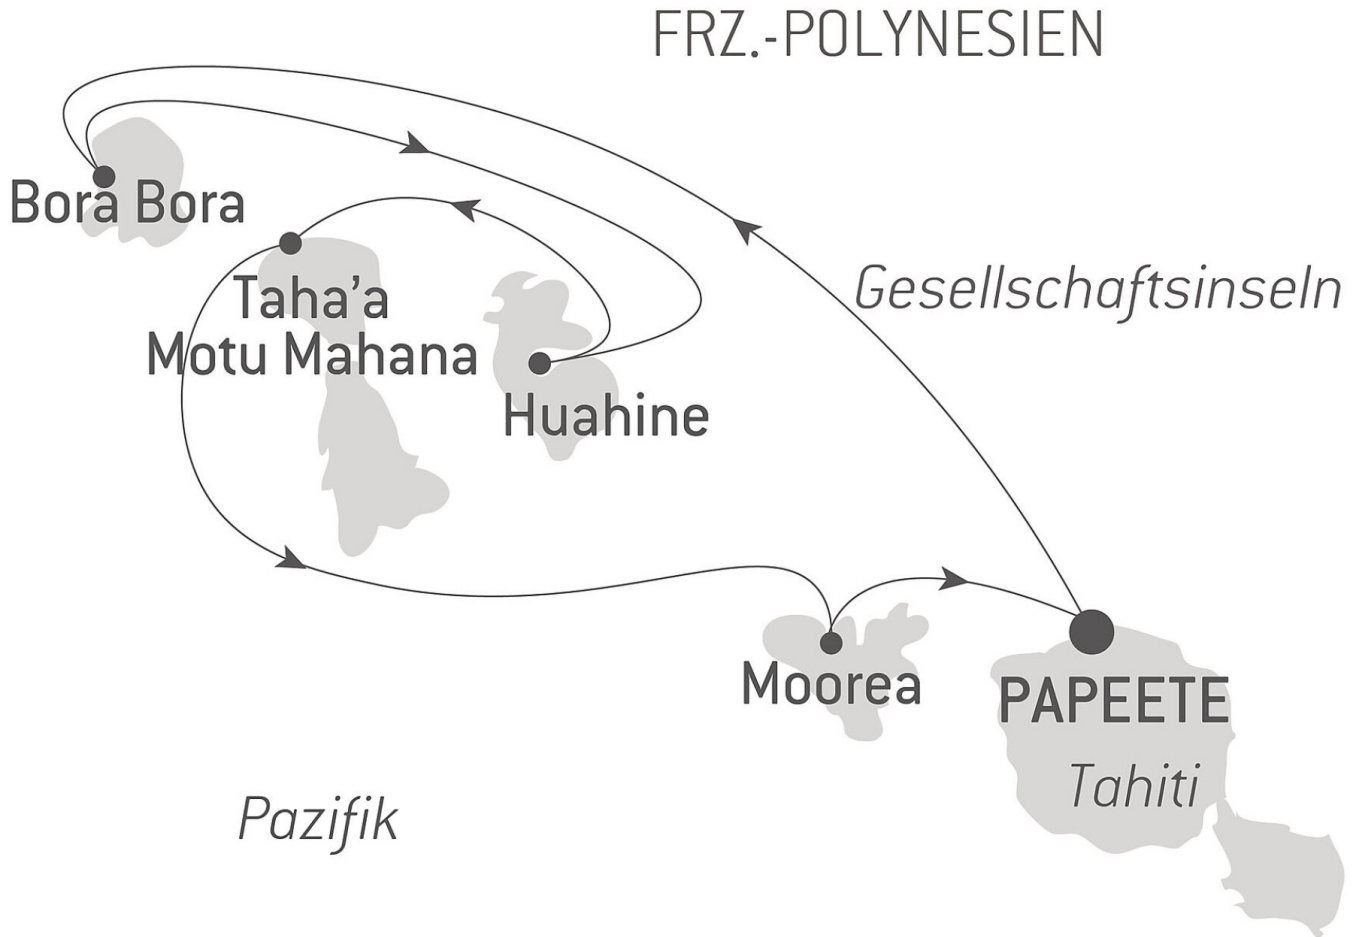 FRZ.-POLYNESIEN
Bora Bora
Gesellschaftsinseln
Taha'a
Motu Mahana
Huahine
Moorea
PAPEETE
Tahiti
Pazifik